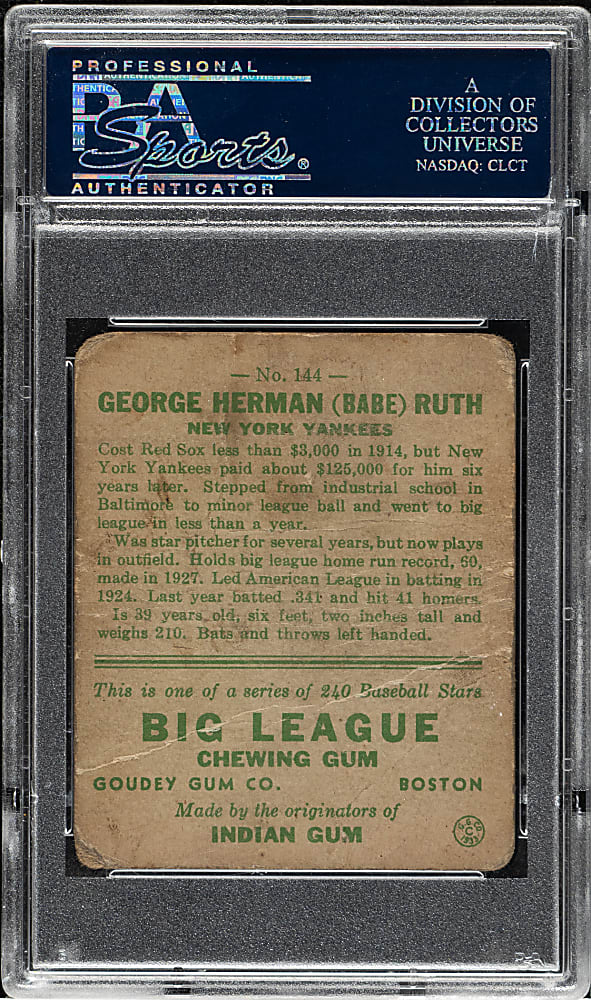 PROFESSIONAL
PSA
Sports®
AUTHENTICATOR
A
DIVISION OF
COLLECTORS
UNIVERSE
NASDAQ: CLCT
— No. 144 —
GEORGE HERMAN (BABE) RUTH
NEW YORK YANKEES
Cost Red Sox less than $3,000 in 1914, but New
York Yankees paid about $125,000 for him six
years later. Stepped from industrial school in
Baltimore to minor league ball and went to big
league in less than a year.
Was star pitcher for several years, but now plays
in outfield. Holds big league home run record, 60,
made in 1927. Led American League in batting in
1924. Last year batted .341 and hit 41 homers.
Is 39 years old, six feet, two inches tall and
weighs 210. Bats and throws left handed.
This is one of a series of 240 Baseball Stars
BIG LEAGUE
CHEWING GUM
GOUDEY GUM CO. BOSTON
Made by the originators of
INDIAN GUM
G.G.CO.
C
1933